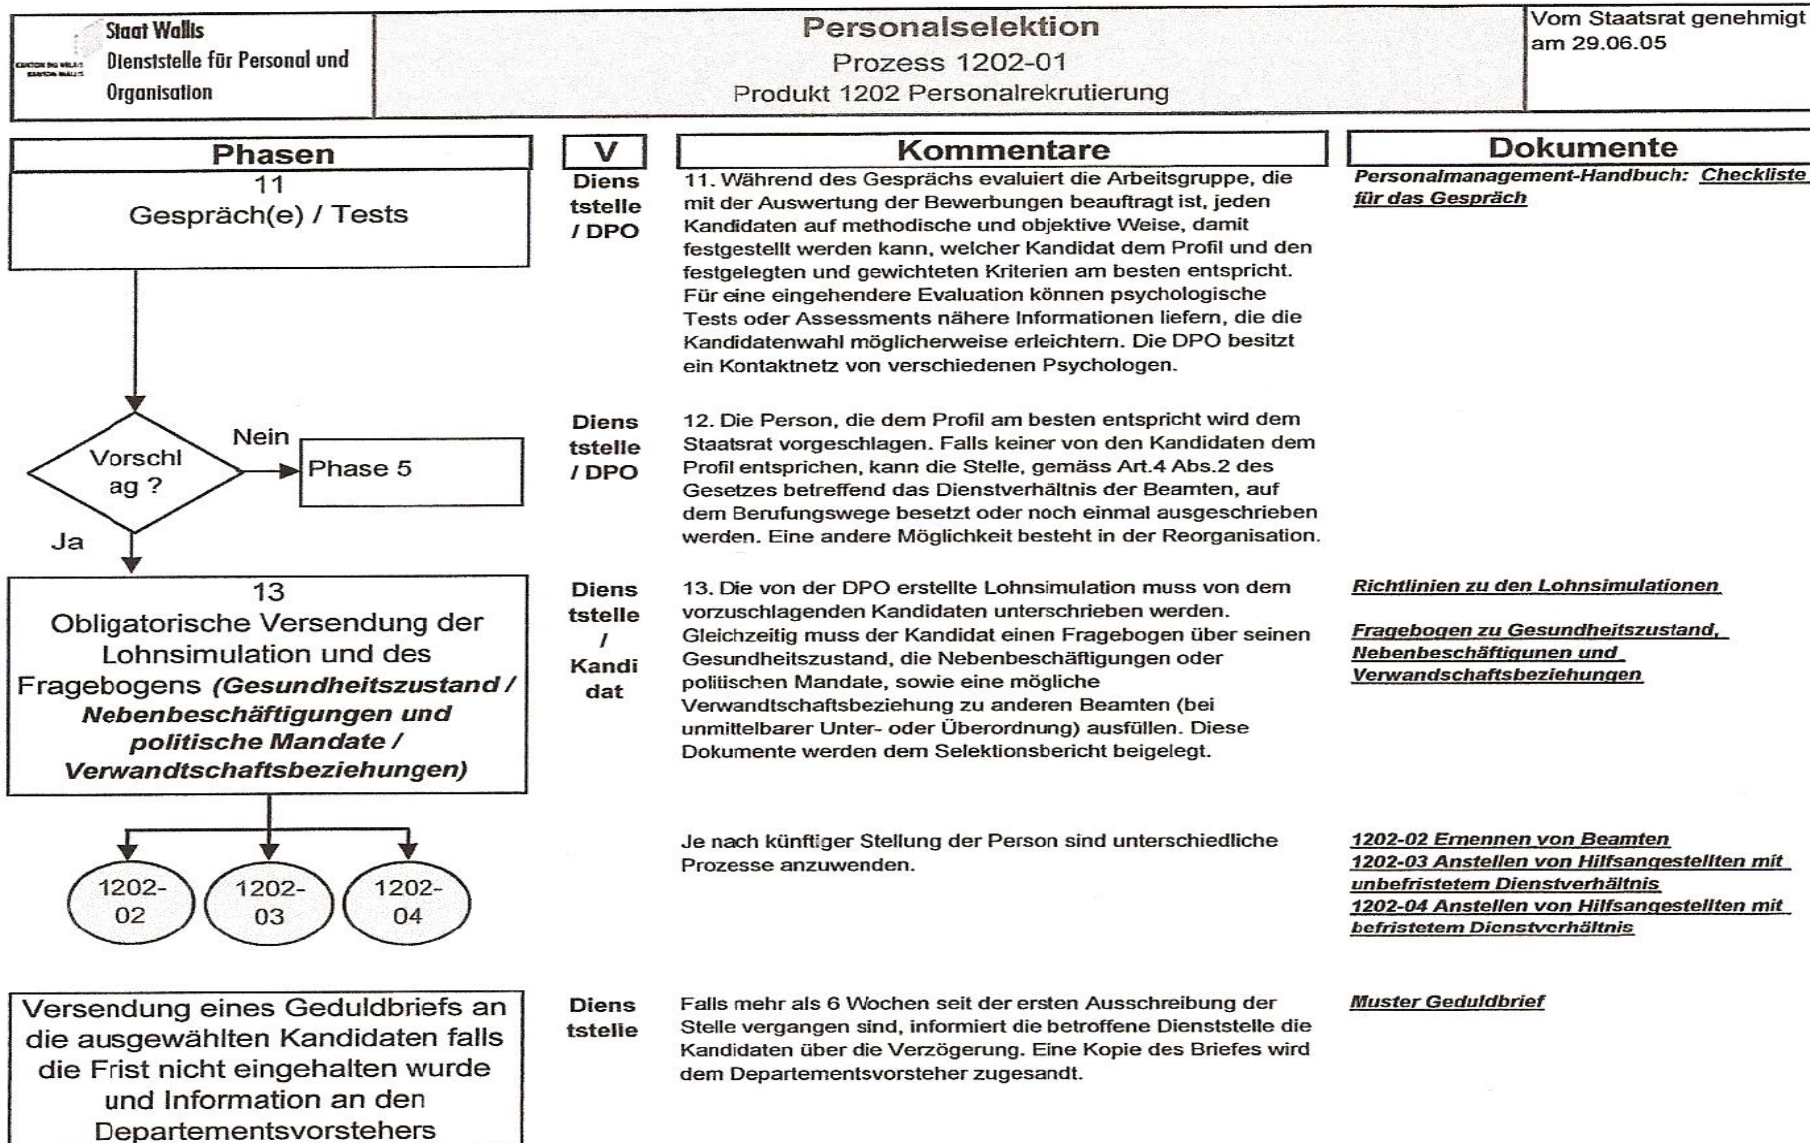 Staat Wallis
Dienststelle für Personal und
Organisation
CANTON DU VALAIS
KANTON WALLIS
Personalselektion
Prozess 1202-01
Produkt 1202 Personalrekrutierung
Vom Staatsrat genehmigt
am 29.06.05
Phasen
V
Kommentare
Dokumente
11
Gespräch(e) / Tests
Diens
tstelle
/ DPO
11. Während des Gesprächs evaluiert die Arbeitsgruppe, die
mit der Auswertung der Bewerbungen beauftragt ist, jeden
Kandidaten auf methodische und objektive Weise, damit
festgestellt werden kann, welcher Kandidat dem Profil und den
festgelegten und gewichteten Kriterien am besten entspricht.
Für eine eingehendere Evaluation können psychologische
Tests oder Assessments nähere Informationen liefern, die die
Kandidatenwahl möglicherweise erleichtern. Die DPO besitzt
ein Kontaktnetz von verschiedenen Psychologen.
Personalmanagement-Handbuch: Checkliste
für das Gespräch
Vorschl
ag ?
Nein
Phase 5
Ja
Diens
tstelle
/ DPO
12. Die Person, die dem Profil am besten entspricht wird dem
Staatsrat vorgeschlagen. Falls keiner von den Kandidaten dem
Profil entsprichen, kann die Stelle, gemäss Art.4 Abs.2 des
Gesetzes betreffend das Dienstverhältnis der Beamten, auf
dem Berufungswege besetzt oder noch einmal ausgeschrieben
werden. Eine andere Möglichkeit besteht in der Reorganisation.
13
Obligatorische Versendung der
Lohnsimulation und des
Fragebogens (Gesundheitszustand /
Nebenbeschäftigungen und
politische Mandate /
Verwandtschaftsbeziehungen)
Diens
tstelle
/
Kandi
dat
13. Die von der DPO erstellte Lohnsimulation muss von dem
vorzuschlagenden Kandidaten unterschrieben werden.
Gleichzeitig muss der Kandidat einen Fragebogen über seinen
Gesundheitszustand, die Nebenbeschäftigungen oder
politischen Mandate, sowie eine mögliche
Verwandtschaftsbeziehung zu anderen Beamten (bei
unmittelbarer Unter- oder Überordnung) ausfüllen. Diese
Dokumente werden dem Selektionsbericht beigelegt.
Richtlinien zu den Lohnsimulationen
Fragebogen zu Gesundheitszustand,
Nebenbeschäftigunen und
Verwandschaftsbeziehungen
1202-
02
1202-
03
1202-
04
Je nach künftiger Stellung der Person sind unterschiedliche
Prozesse anzuwenden.
1202-02 Ernennen von Beamten
1202-03 Anstellen von Hilfsangestellten mit
unbefristetem Dienstverhältnis
1202-04 Anstellen von Hilfsangestellten mit
befristetem Dienstverhältnis
Versendung eines Geduldbriefs an
die ausgewählten Kandidaten falls
die Frist nicht eingehalten wurde
und Information an den
Departementsvorstehers
Diens
tstelle
Falls mehr als 6 Wochen seit der ersten Ausschreibung der
Stelle vergangen sind, informiert die betroffene Dienststelle die
Kandidaten über die Verzögerung. Eine Kopie des Briefes wird
dem Departementsvorsteher zugesandt.
Muster Geduldbrief